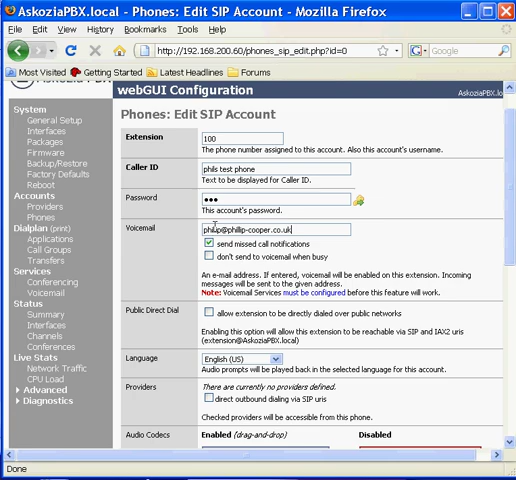 AskoziaPBX.local - Phones: Edit SIP Account - Mozilla Firefox
File Edit View History Bookmarks Tools Help
http://192.168.200.60/phones_sip_edit.php?id=0
Google
Most Visited Getting Started Latest Headlines Forums
webGUI Configuration
AskoziaPBX.lo
Phones: Edit SIP Account
System
General Setup
Interfaces
Packages
Firmware
Backup/Restore
Factory Defaults
Reboot
Accounts
Providers
Phones
Dialplan (inactive)
Applications
Call Groups
Transfers
Services
Conferencing
Voicemail
Status
Summary
Interfaces
Channels
Conferences
Live Stats
Network Traffic
CPU Load
Advanced
Diagnostics
Extension
100
The phone number assigned to this account. Also this account's username.
Caller ID
phils test phone
Text to be displayed for Caller ID.
Password
•••
This account's password.
Voicemail
send missed call notifications
don't send to voicemail when busy
An e-mail address. If entered, voicemail will be enabled on this extension. Incoming
messages will be sent to the given address.
Note: Voicemail Services must be configured before this feature will work.
Public Direct Dial
allow extension to be directly dialed over public networks
Enabling this option will allow this extension to be reachable via SIP and IAX2 uris
(extension@AskoziaPBX.local)
Language
English (US)
Audio prompts will be played back in the selected language for this account.
Providers
There are currently no providers defined.
direct outbound dialing via SIP uris
Checked providers will be accessible from this phone.
Audio Codecs
Enabled (drag-and-drop)
Disabled
Done